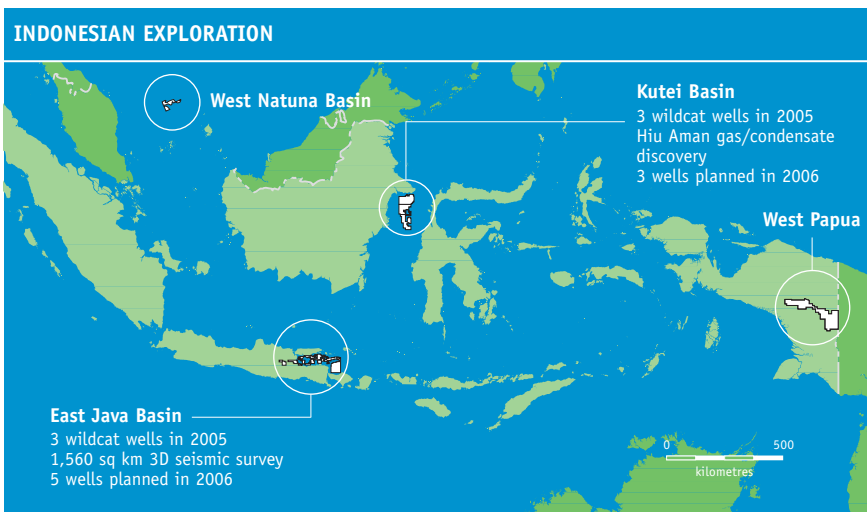 INDONESIAN EXPLORATION
West Natuna Basin
Kutei Basin
3 wildcat wells in 2005
Hiu Aman gas/condensate
discovery
3 wells planned in 2006
West Papua
East Java Basin
3 wildcat wells in 2005
1,560 sq km 3D seismic survey
5 wells planned in 2006
0 500
kilometres